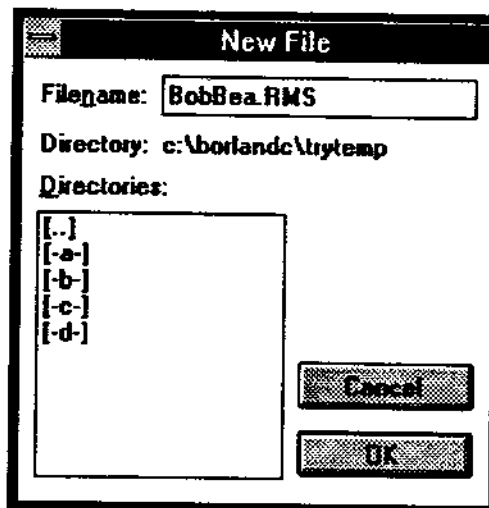 New File
Filename: BobBea.RMS
Directory: c:\borlandc\trytemp
Directories:
[..]
[-a-]
[-b-]
[-c-]
[-d-]
Cancel
OK